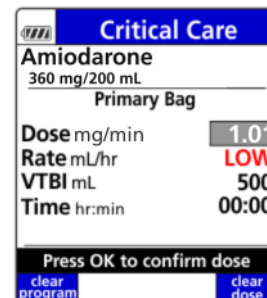 Critical Care
Amiodarone
360 mg/200 mL
Primary Bag
Dose mg/min 1.01
Rate mL/hr LOW
VTBI mL 500
Time hr:min 00:00
Press OK to confirm dose
clear program
clear dose